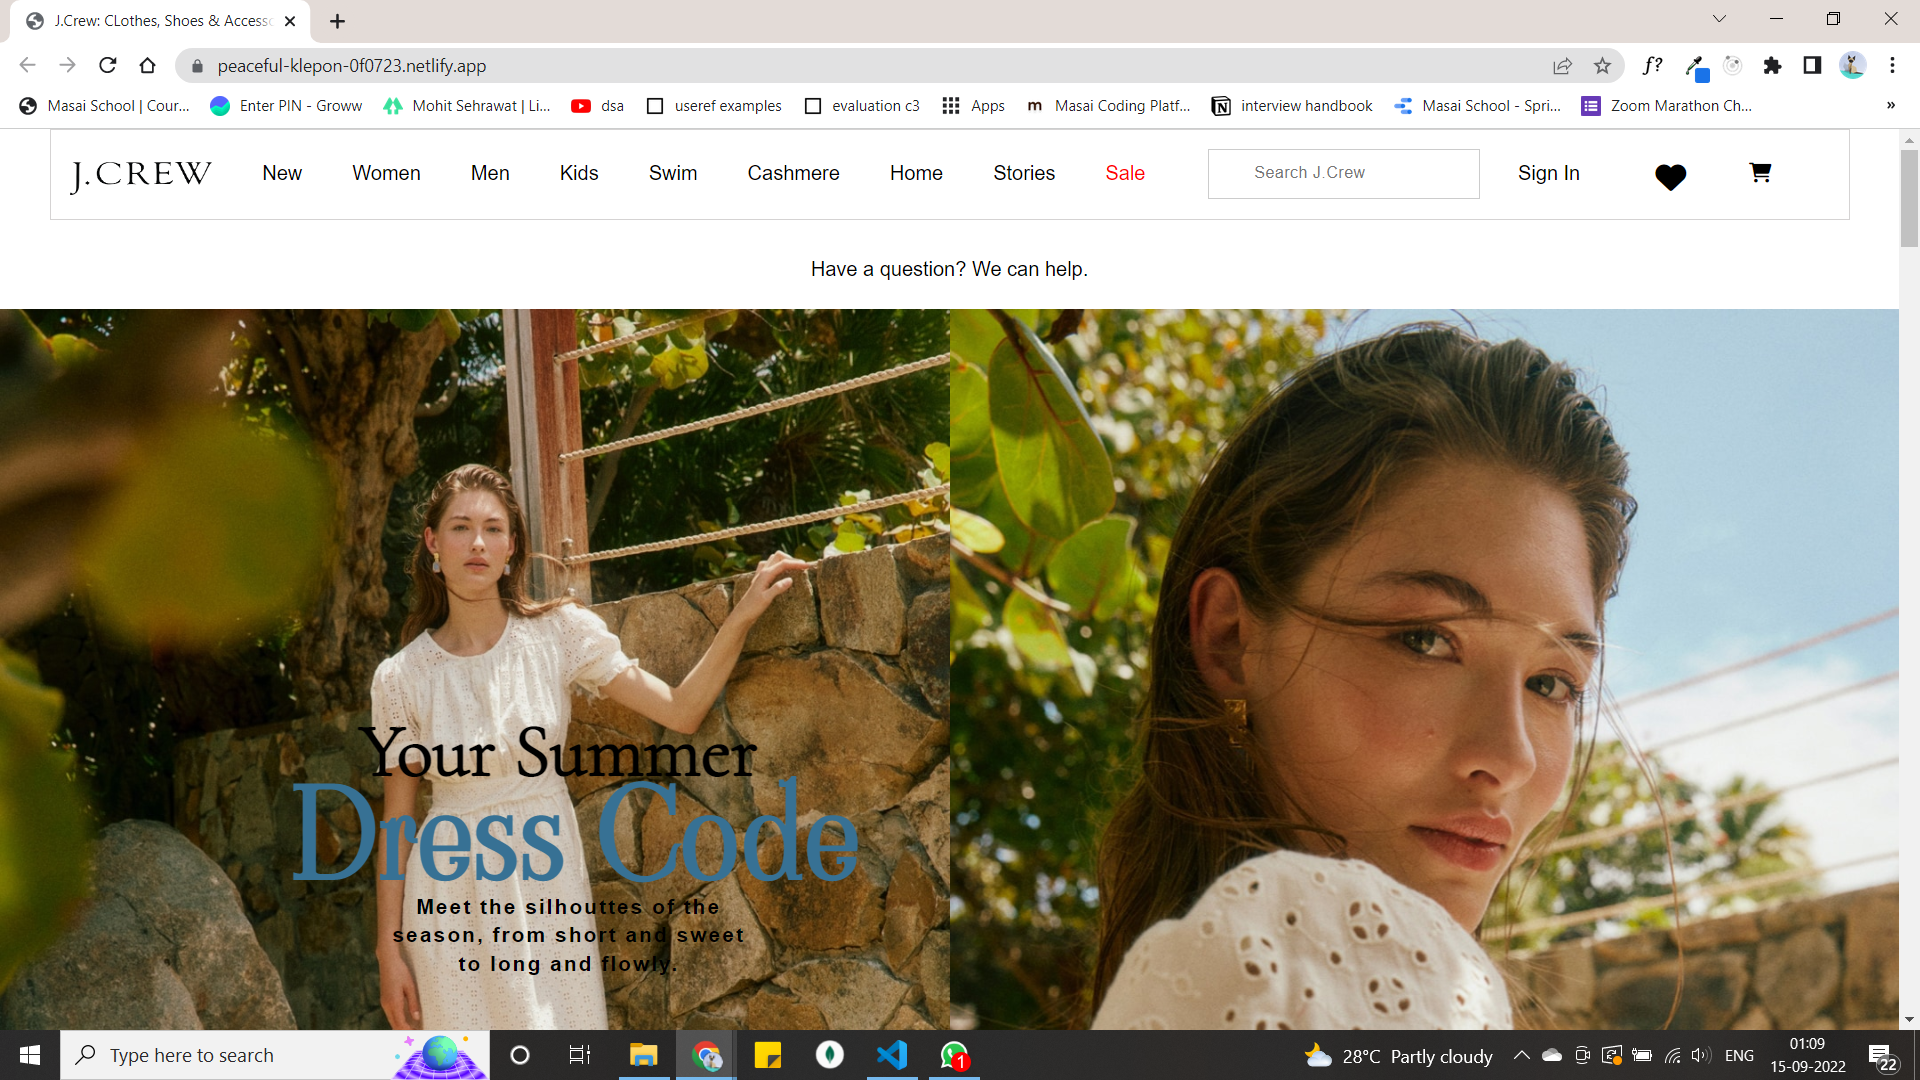 J.Crew: CLothes, Shoes & Accesso
peaceful-klepon-0f0723.netlify.app
f?
Masai School | Cour...
Enter PIN - Groww
Mohit Sehrawat | Li...
dsa
useref examples
evaluation c3
Apps
m
Masai Coding Platf...
interview handbook
Masai School - Spri...
Zoom Marathon Ch...
»
J.CREW
New
Women
Men
Kids
Swim
Cashmere
Home
Stories
Sale
Search J.Crew
Sign In
Have a question? We can help.
Your Summer
Dress Code
Meet the silhouttes of the
season, from short and sweet
to long and flowly.
Type here to search
1
28°C Partly cloudy
ENG
01:09
15-09-2022
22